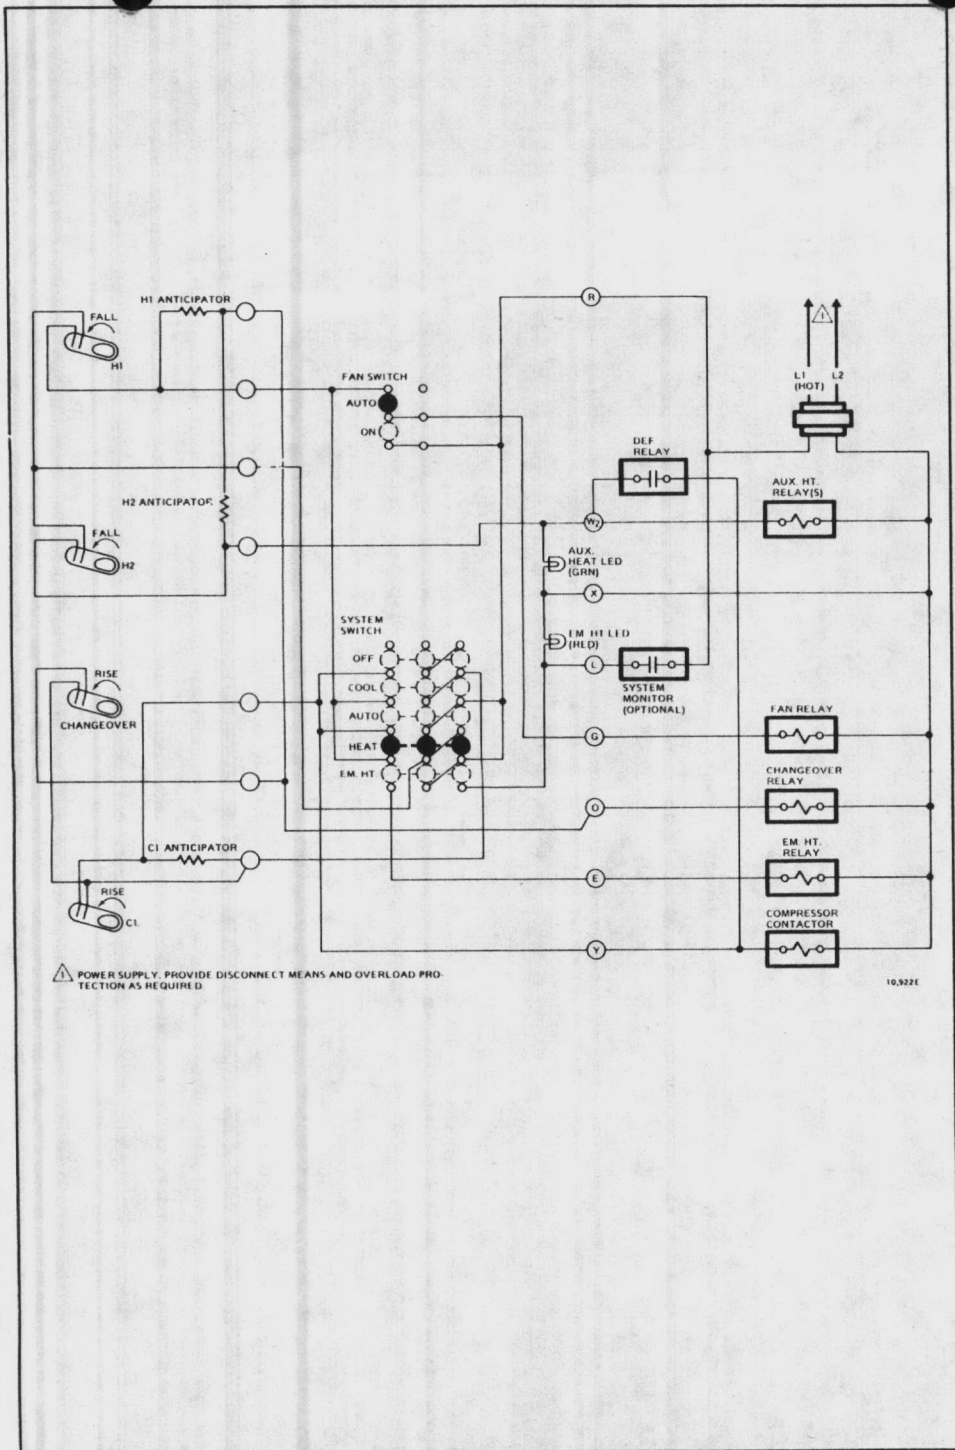 H1 ANTICIPATOR
FALL
H1
R
1
L1
(HOT)
L2
FAN SWITCH
AUTO
ON
DEF
RELAY
AUX. HT.
RELAY(S)
H2 ANTICIPATOR
FALL
H2
W2
AUX.
HEAT LED
(GRN)
X
SYSTEM
SWITCH
EM. HT LED
(RED)
OFF
L
RISE
CHANGEOVER
COOL
SYSTEM
MONITOR
(OPTIONAL)
AUTO
FAN RELAY
G
HEAT
EM. HT.
CHANGEOVER
RELAY
O
C1 ANTICIPATOR
EM. HT.
RELAY
E
RISE
C1.
COMPRESSOR
CONTACTOR
Y
1 POWER SUPPLY. PROVIDE DISCONNECT MEANS AND OVERLOAD PRO-
TECTION AS REQUIRED
10,922E